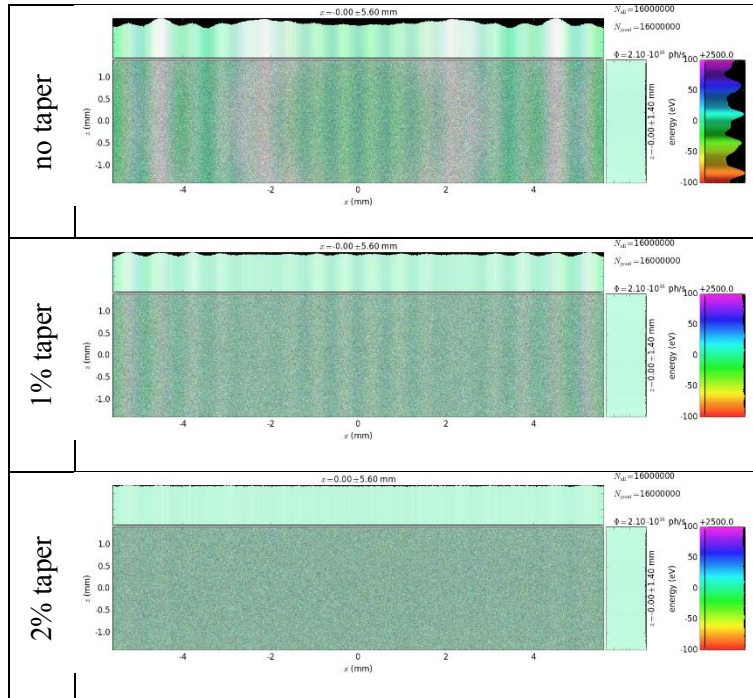 no taper
x=-0.00±5.60 mm
N_all=16000000
N_good=16000000
Φ=2.10·10^16 ph/s
+2500.0
z (mm)
1.0
0.5
0.0
-0.5
-1.0
-4
-2
0
2
4
x (mm)
z=-0.00±1.40 mm
energy (eV)
100
50
0
-50
-100
1% taper
x=-0.00±5.60 mm
N_all=16000000
N_good=16000000
Φ=2.10·10^16 ph/s
+2500.0
z (mm)
1.0
0.5
0.0
-0.5
-1.0
-4
-2
0
2
4
x (mm)
z=-0.00±1.40 mm
energy (eV)
100
50
0
-50
-100
2% taper
x=0.00±5.60 mm
N_all=16000000
N_good=16000000
Φ=2.10·10^16 ph/s
+2500.0
z (mm)
1.0
0.5
0.0
-0.5
-1.0
-4
-2
0
2
4
x (mm)
z=-0.00±1.40 mm
energy (eV)
100
50
0
-50
-100